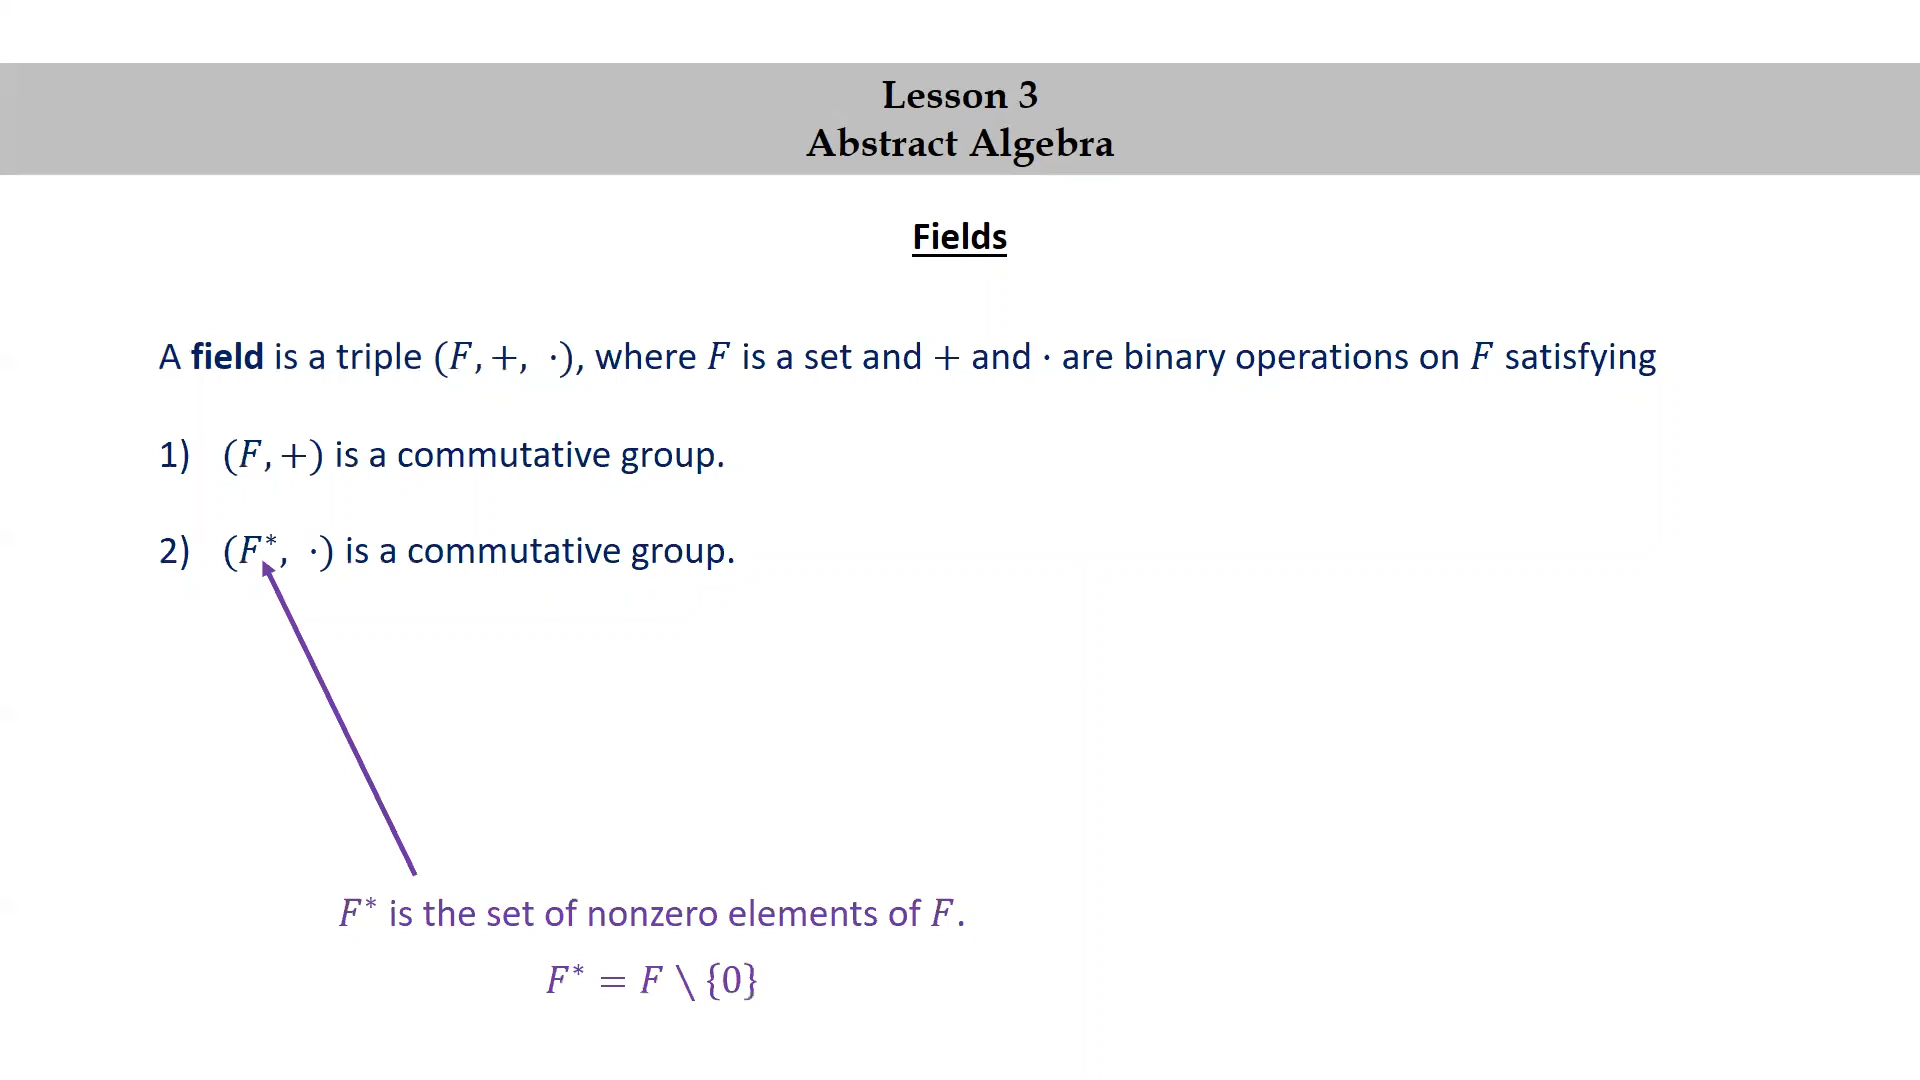 Lesson 3
Abstract Algebra
Fields
A field is a triple (F, +, ·), where F is a set and + and · are binary operations on F satisfying
1) (F, +) is a commutative group.
2) (F*, ·) is a commutative group.
F* is the set of nonzero elements of F.
F* = F \ {0}